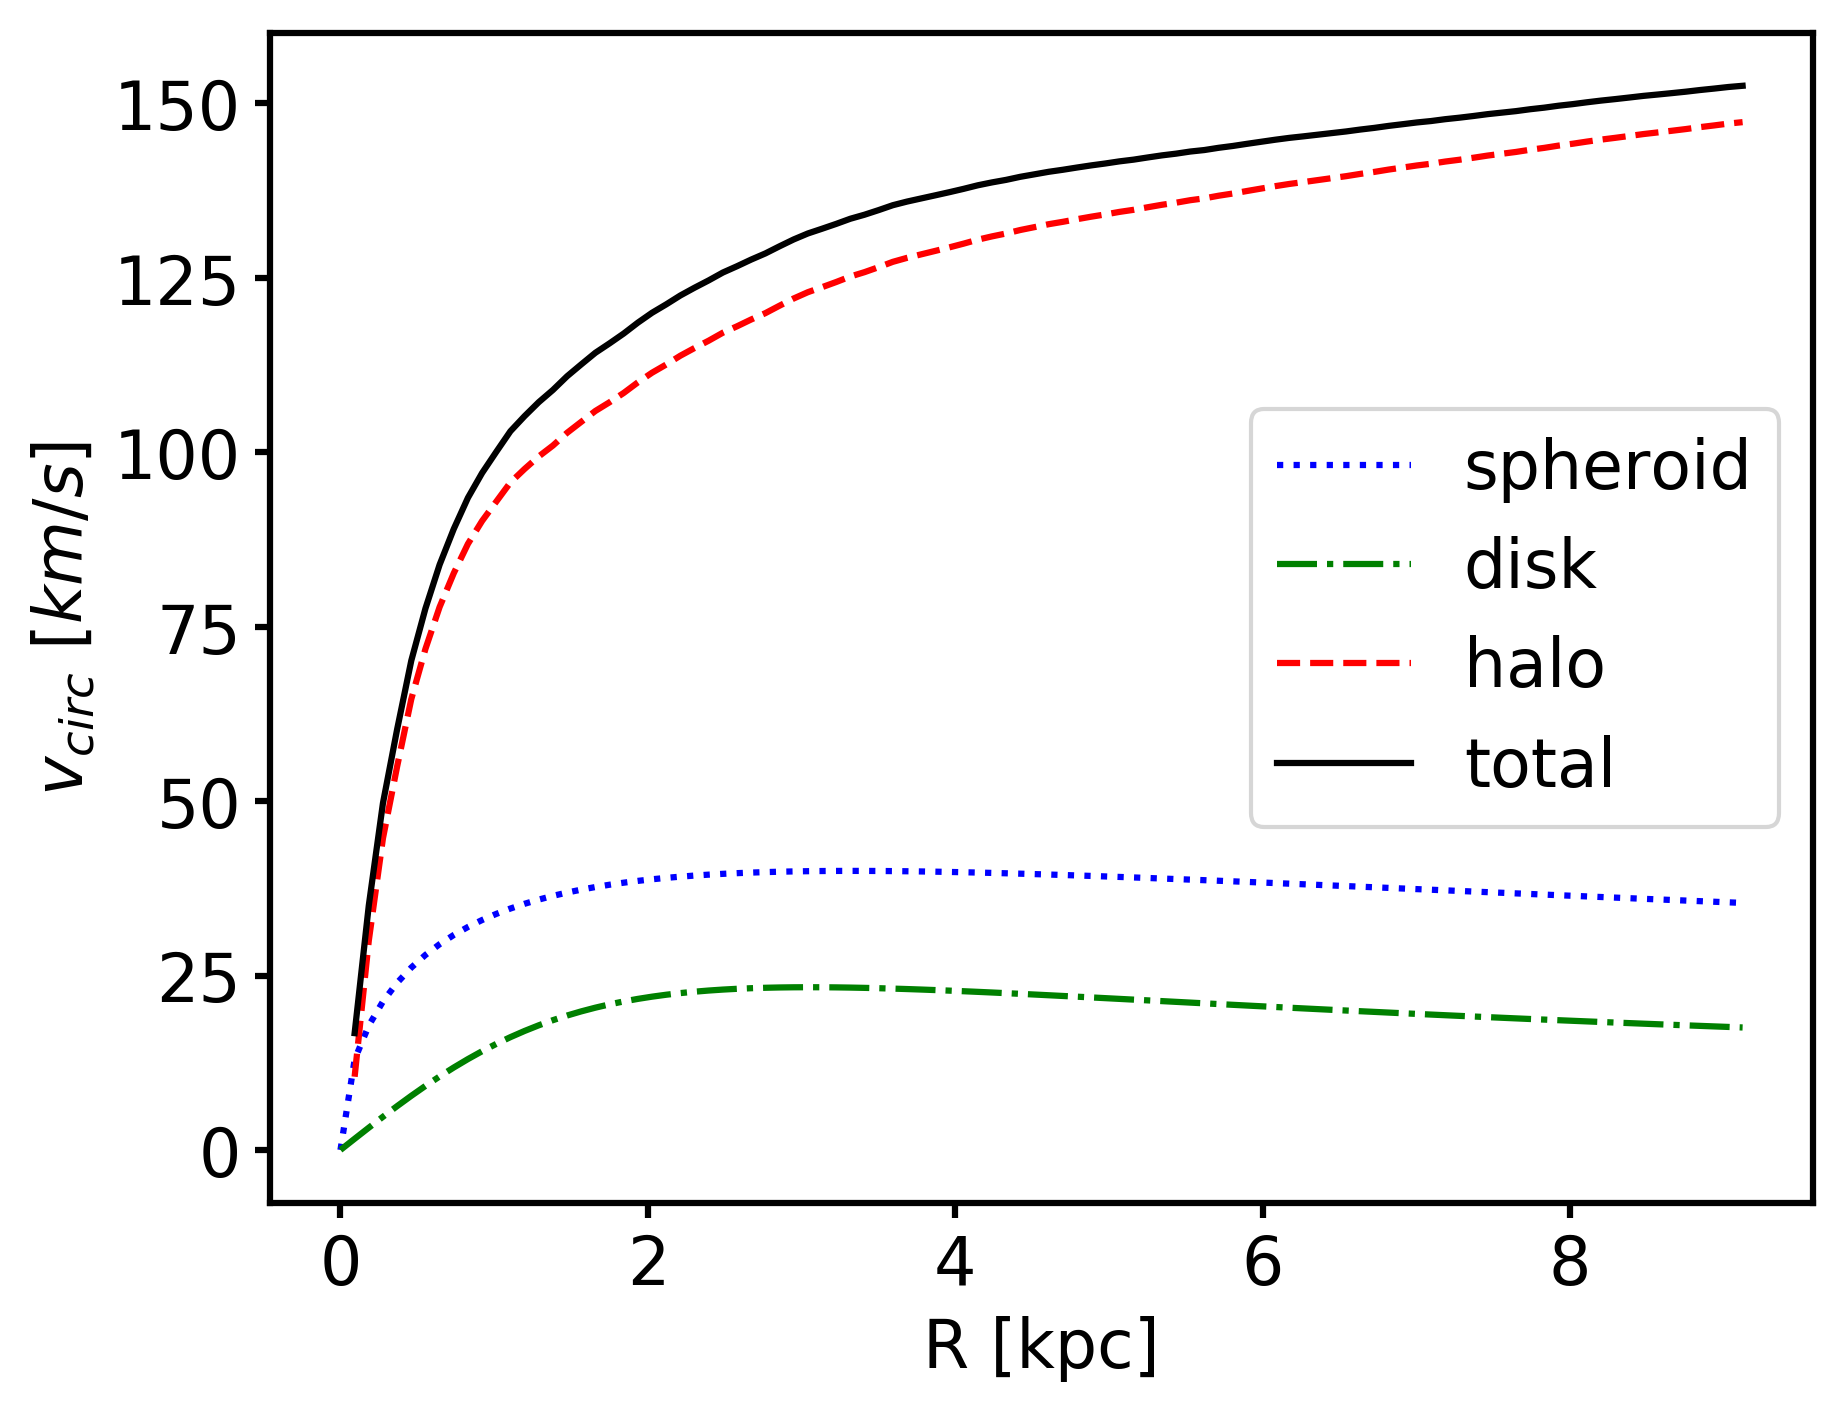 150
125
100
75
50
25
0
v_circ [km/s]
spheroid
disk
halo
total
0 2 4 6 8
R [kpc]